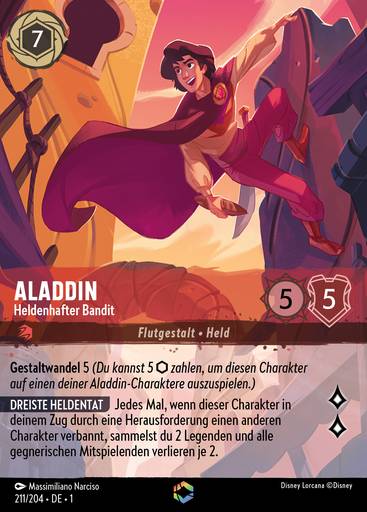 7
ALADDIN
Heldenhafter Bandit
5
5
Flutgestalt • Held
Gestaltwandel 5 (Du kannst 5 zahlen, um diesen Charakter
auf einen deiner Aladdin-Charaktere auszuspielen.)
DREISTE HELDENTAT Jedes Mal, wenn dieser Charakter in
deinem Zug durch eine Herausforderung einen anderen
Charakter verbannt, sammelst du 2 Legenden und alle
gegnerischen Mitspielenden verlieren je 2.
Massimiliano Narciso
Disney Lorcana ©Disney
211/204 • DE • 1